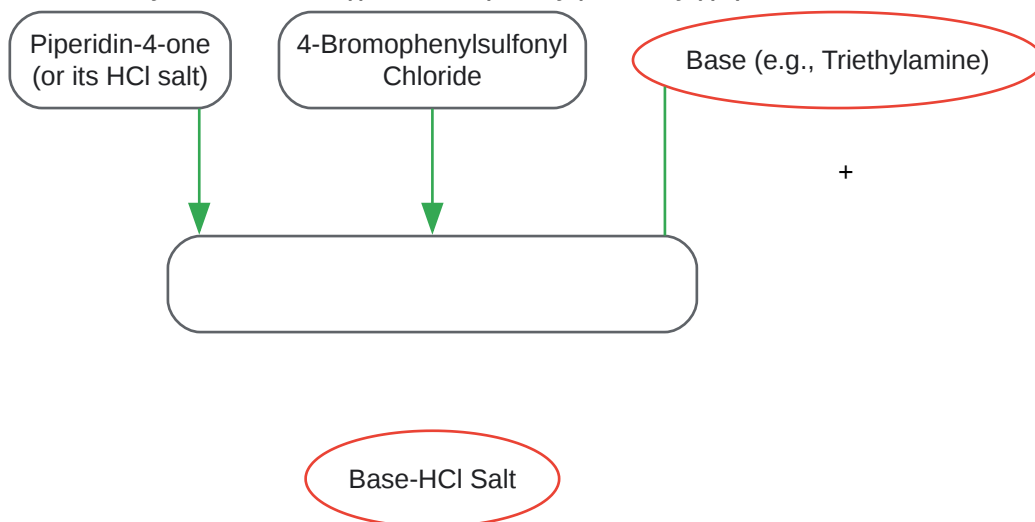 Piperidin-4-one
(or its HCl salt)
4-Bromophenylsulfonyl
Chloride
Base (e.g., Triethylamine)
+
Base-HCl Salt